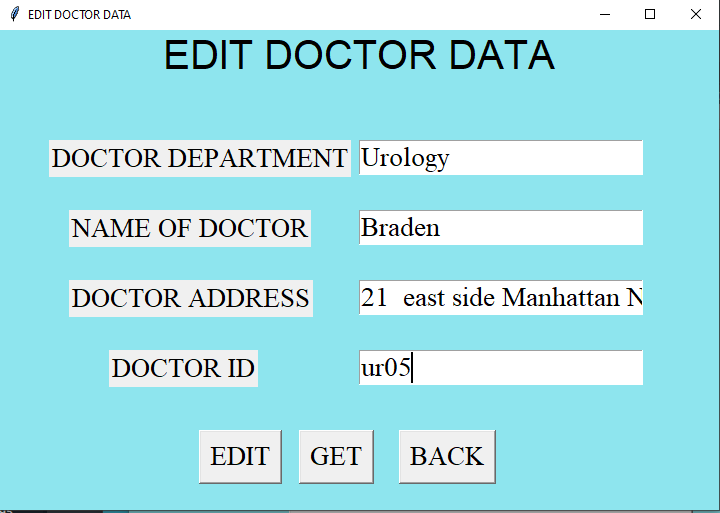 EDIT DOCTOR DATA
EDIT DOCTOR DATA
DOCTOR DEPARTMENT Urology
NAME OF DOCTOR Braden
DOCTOR ADDRESS 21 east side Manhattan N
DOCTOR ID ur05
EDIT GET BACK